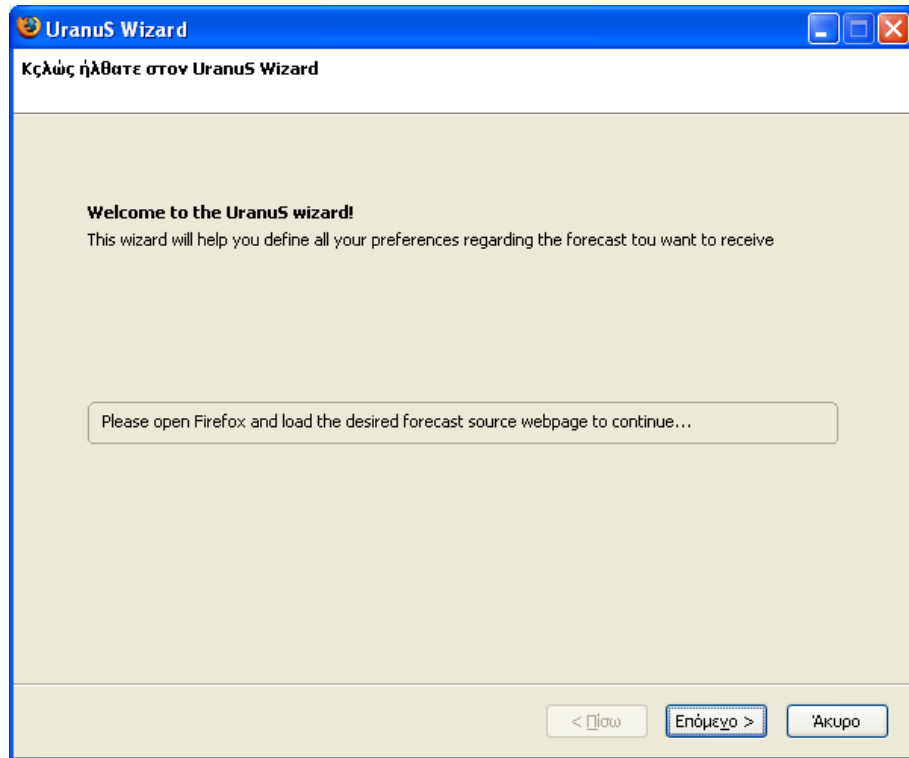 UranuS Wizard
Κςλώς ήλθατε στον UranuS Wizard
Welcome to the UranuS wizard!
This wizard will help you define all your preferences regarding the forecast tou want to receive
Please open Firefox and load the desired forecast source webpage to continue...
< Πίσω
Επόμενο >
Άκυρο